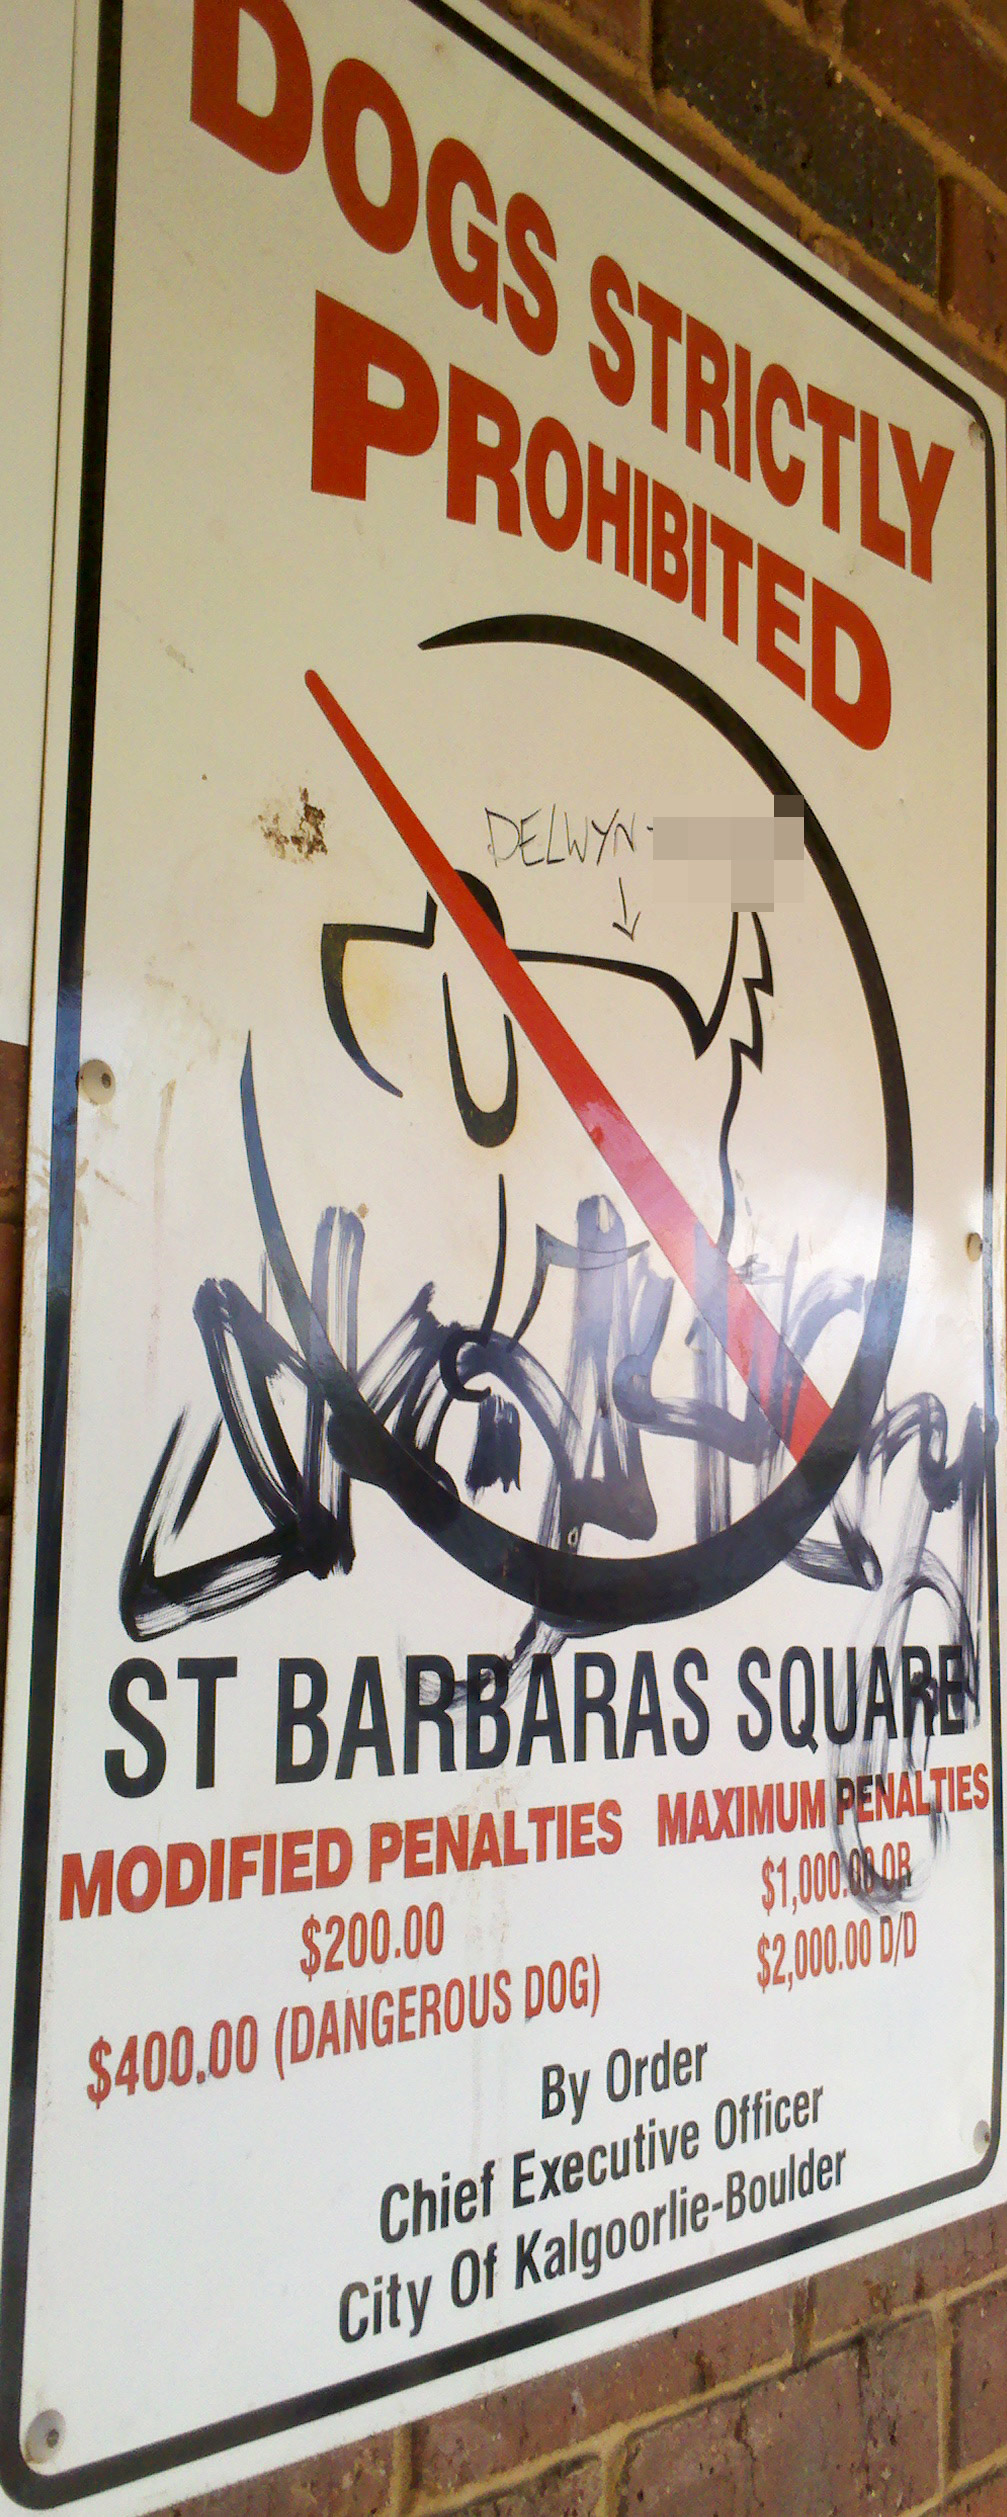 DOGS STRICTLY
PROHIBITED
DELWYN
ST BARBARAS SQUARE
MODIFIED PENALTIES
$200.00
$400.00 (DANGEROUS DOG)
MAXIMUM PENALTIES
$1,000.00 OR
$2,000.00 D/D
By Order
Chief Executive Officer
City Of Kalgoorlie-Boulder